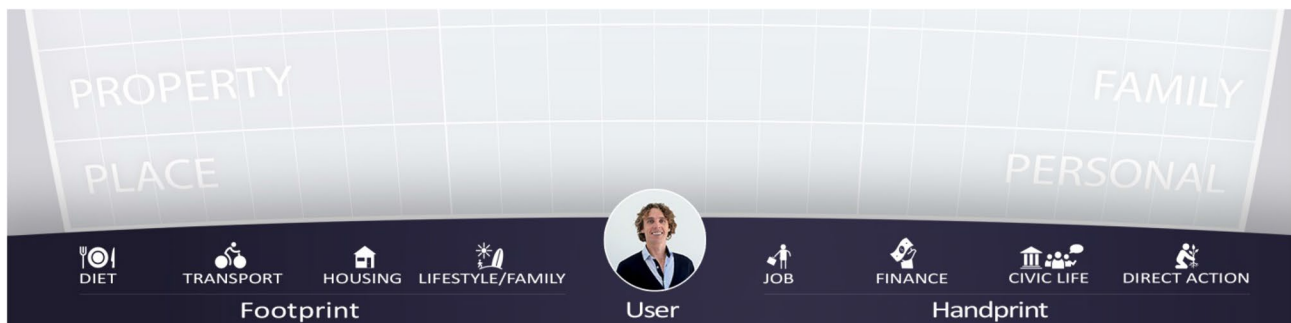 PROPERTY FAMILY
PLACE PERSONAL
DIET TRANSPORT HOUSING LIFESTYLE/FAMILY JOB FINANCE CIVIC LIFE DIRECT ACTION
Footprint User Handprint